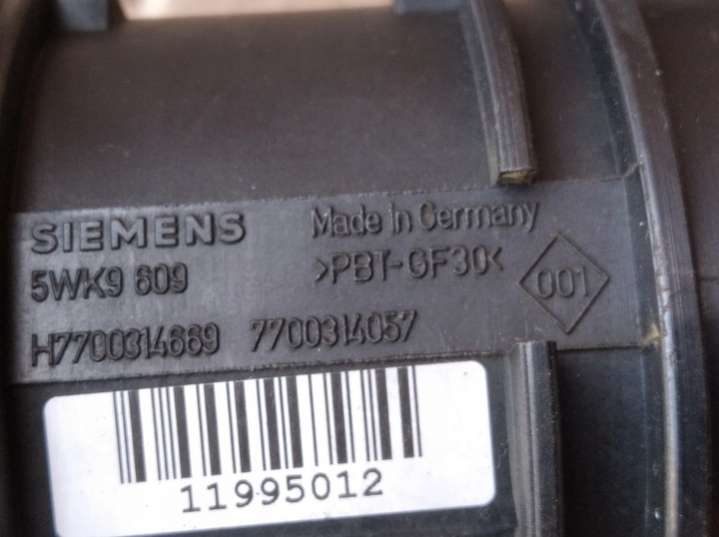 SIEMENS Made In Germany
5WK9 609 >PBT-GF30< 001
H7700314669 7700314057
11995012